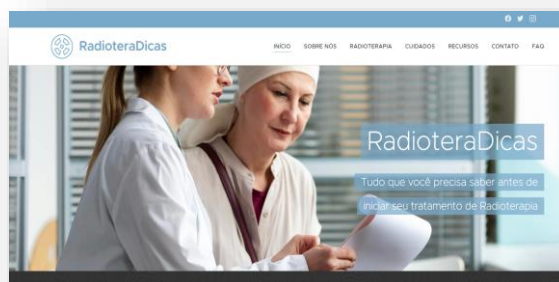 RadioteraDicas
INÍCIO SOBRE NÓS RADIOTERAPIA CUIDADOS RECURSOS CONTATO FAQ
RadioteraDicas
Tudo que você precisa saber antes de
iniciar seu tratamento de Radioterapia